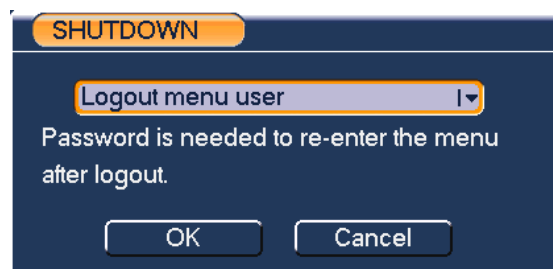 SHUTDOWN
Logout menu user
Password is needed to re-enter the menu
after logout.
OK Cancel